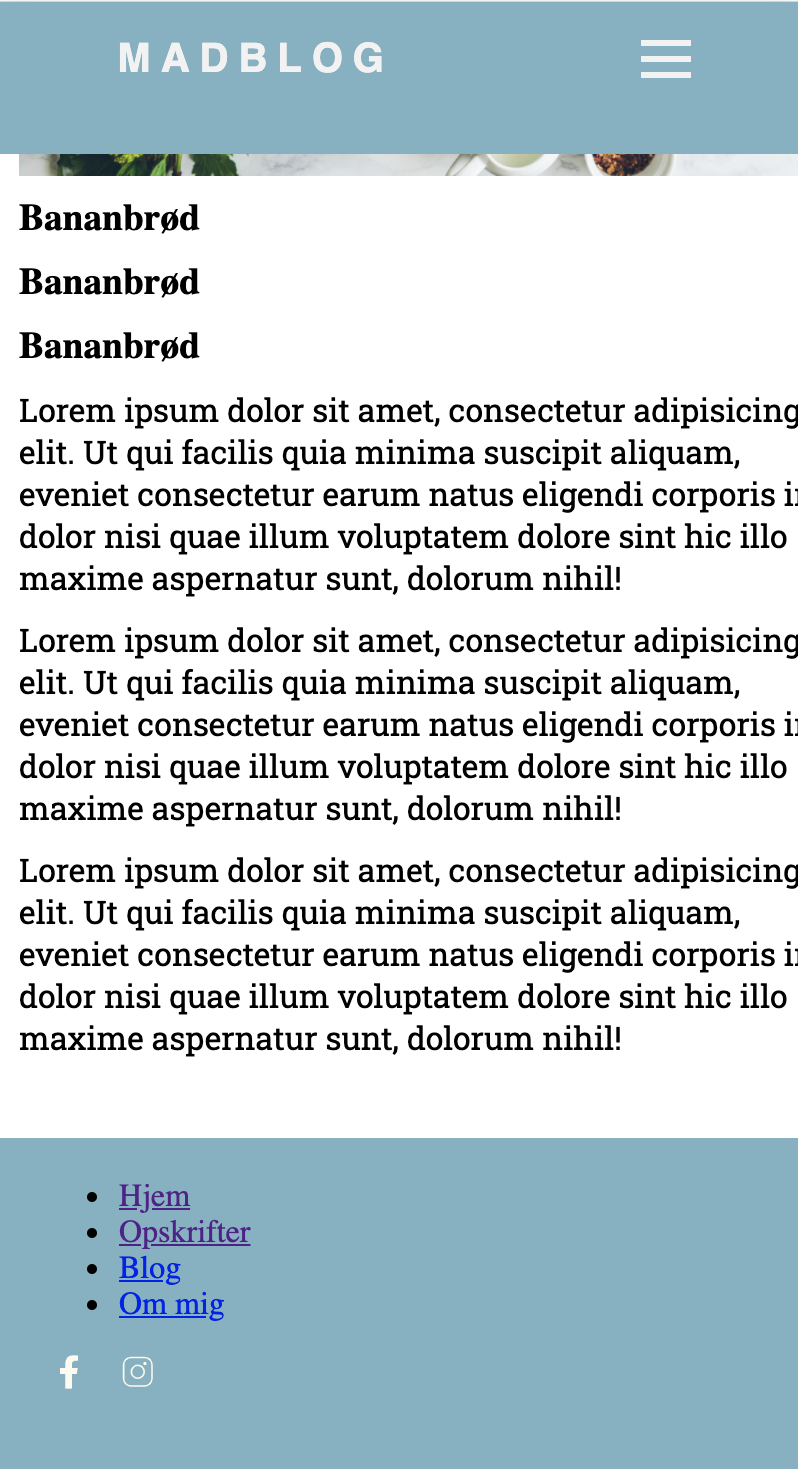 MADBLOG
Bananbrød
Bananbrød
Bananbrød
Lorem ipsum dolor sit amet, consectetur adipisicing
elit. Ut qui facilis quia minima suscipit aliquam,
eveniet consectetur earum natus eligendi corporis
dolor nisi quae illum voluptatem dolore sint hic illo
maxime aspernatur sunt, dolorum nihil!
Lorem ipsum dolor sit amet, consectetur adipisicing
elit. Ut qui facilis quia minima suscipit aliquam,
eveniet consectetur earum natus eligendi corporis
dolor nisi quae illum voluptatem dolore sint hic illo
maxime aspernatur sunt, dolorum nihil!
Lorem ipsum dolor sit amet, consectetur adipisicing
elit. Ut qui facilis quia minima suscipit aliquam,
eveniet consectetur earum natus eligendi corporis
dolor nisi quae illum voluptatem dolore sint hic illo
maxime aspernatur sunt, dolorum nihil!
Hjem
Opskrifter
Blog
Om mig